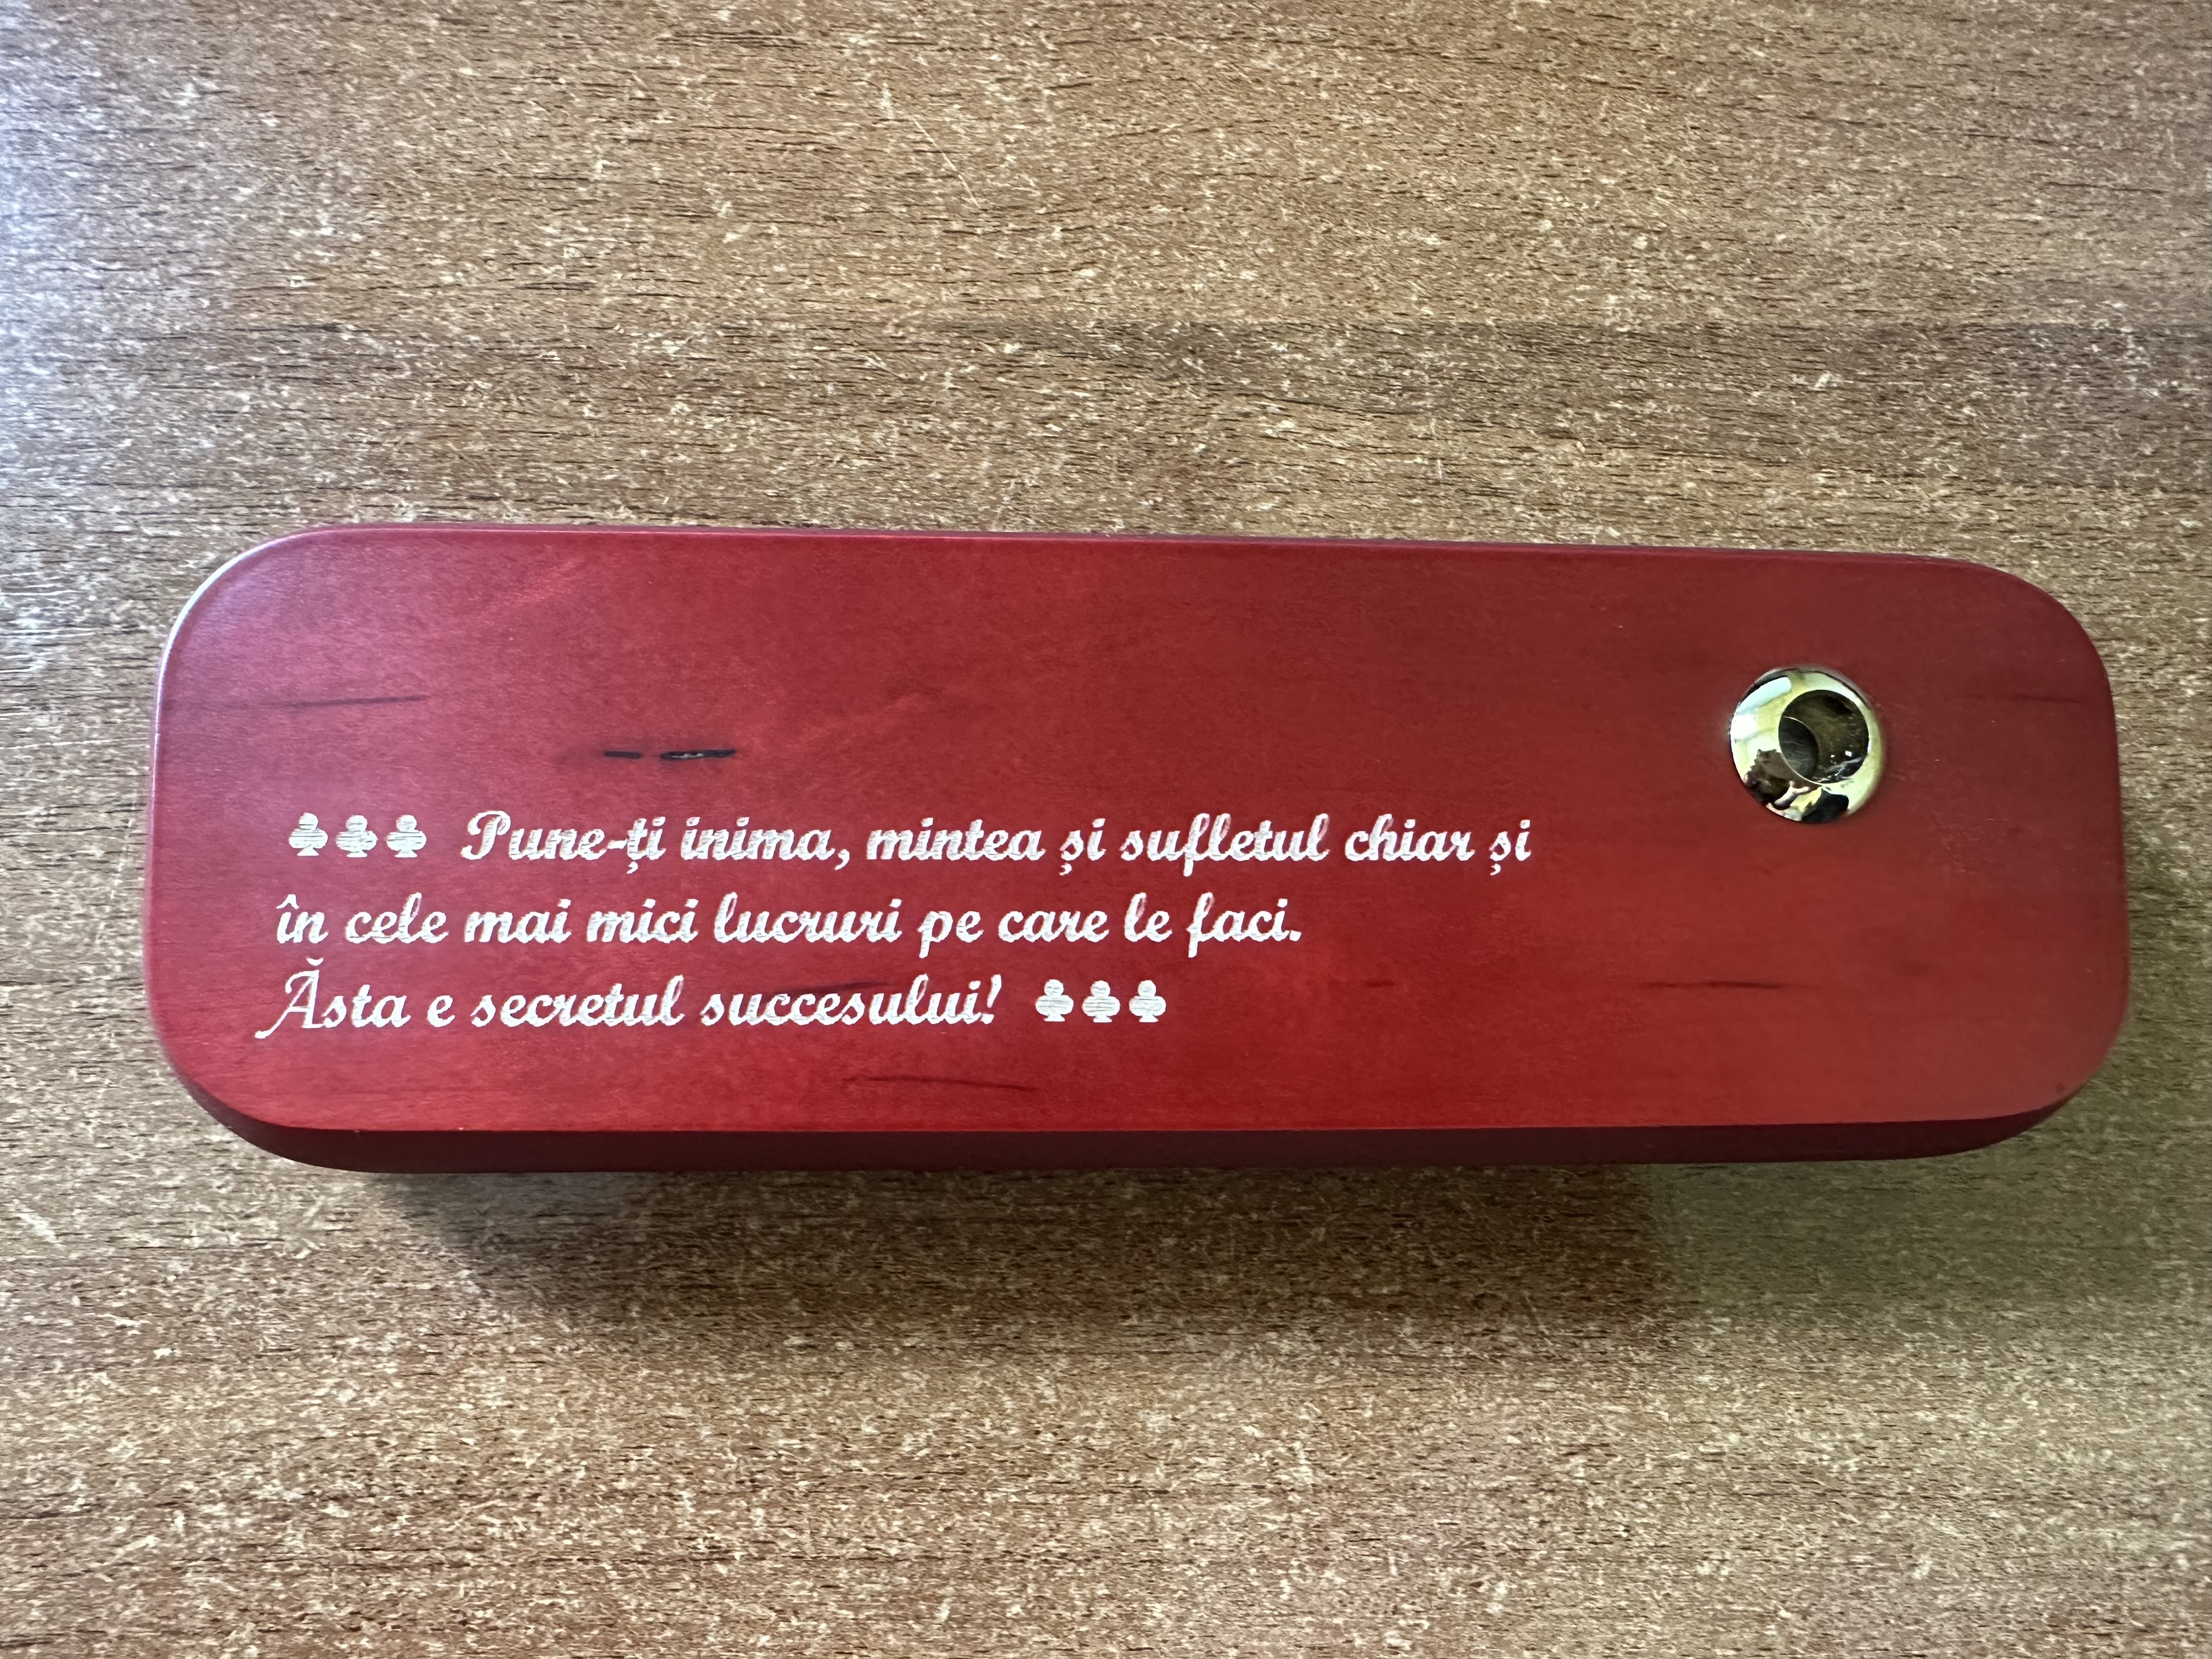 ♣♣♣ Pune-ți inima, mintea și sufletul chiar și
în cele mai mici lucruri pe care le faci.
Ăsta e secretul succesului! ♣♣♣